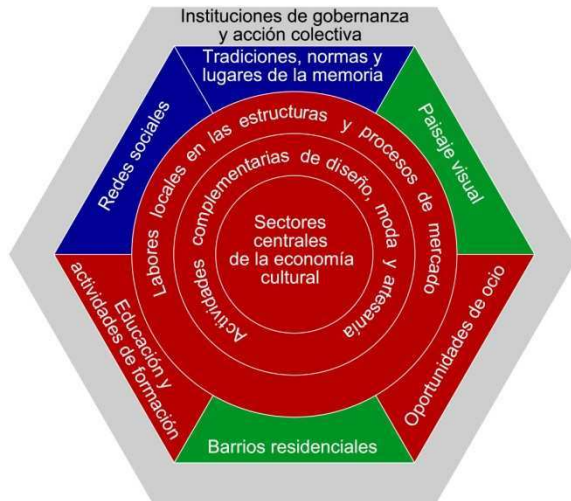 Instituciones de gobernanza
y acción colectiva
Tradiciones, normas y
lugares de la memoria
Redes sociales
Paisaje visual
Labores locales en las estructuras y procesos de mercado
Actividades complementarias de diseño, moda y artesanía
Sectores
centrales
de la economía
cultural
Educación y
actividades de formación
Oportunidades de ocio
Barrios residenciales